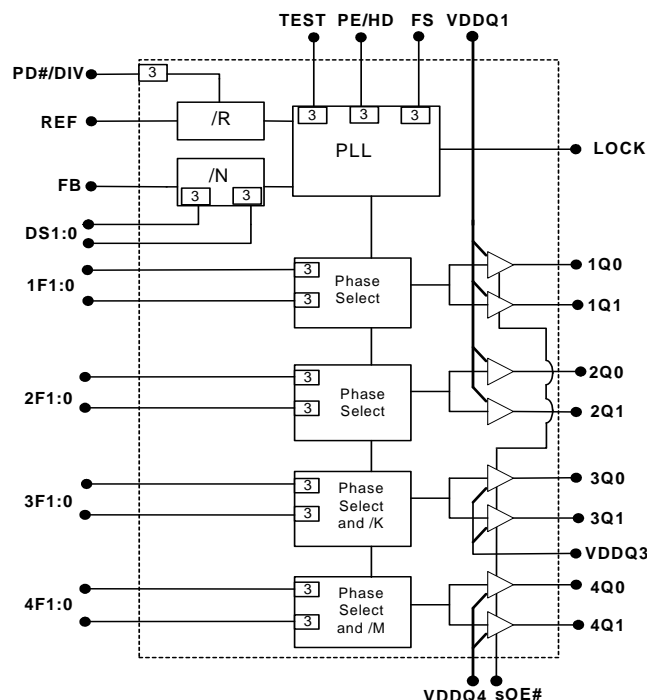 TEST PE/HD FS VDDQ1
PD#/DIV
3
REF
/R
3
3
3
PLL
LOCK
FB
/N
3
3
DS1:0
1F1:0
3
3
Phase
Select
1Q0
1Q1
2F1:0
3
3
Phase
Select
2Q0
2Q1
3F1:0
3
3
Phase
Select
and /K
3Q0
3Q1
VDDQ3
4F1:0
3
3
Phase
Select
and /M
4Q0
4Q1
VDDQ4 sOE#